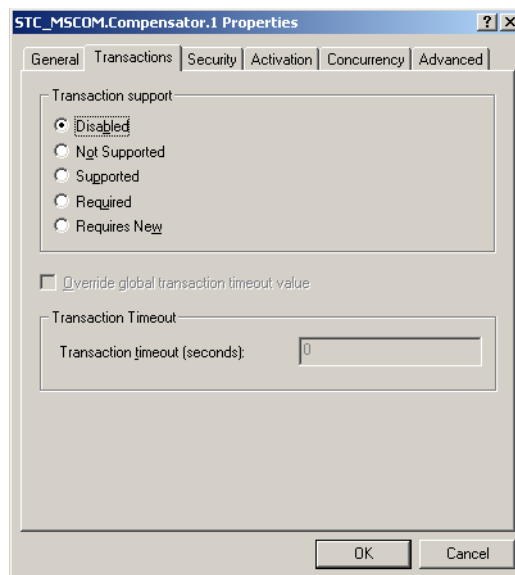 STC_MSCOM.Compensator.1 Properties
General Transactions Security Activation Concurrency Advanced
Transaction support
Disabled
Not Supported
Supported
Required
Requires New
Override global transaction timeout value
Transaction Timeout
Transaction timeout (seconds): 0
OK Cancel